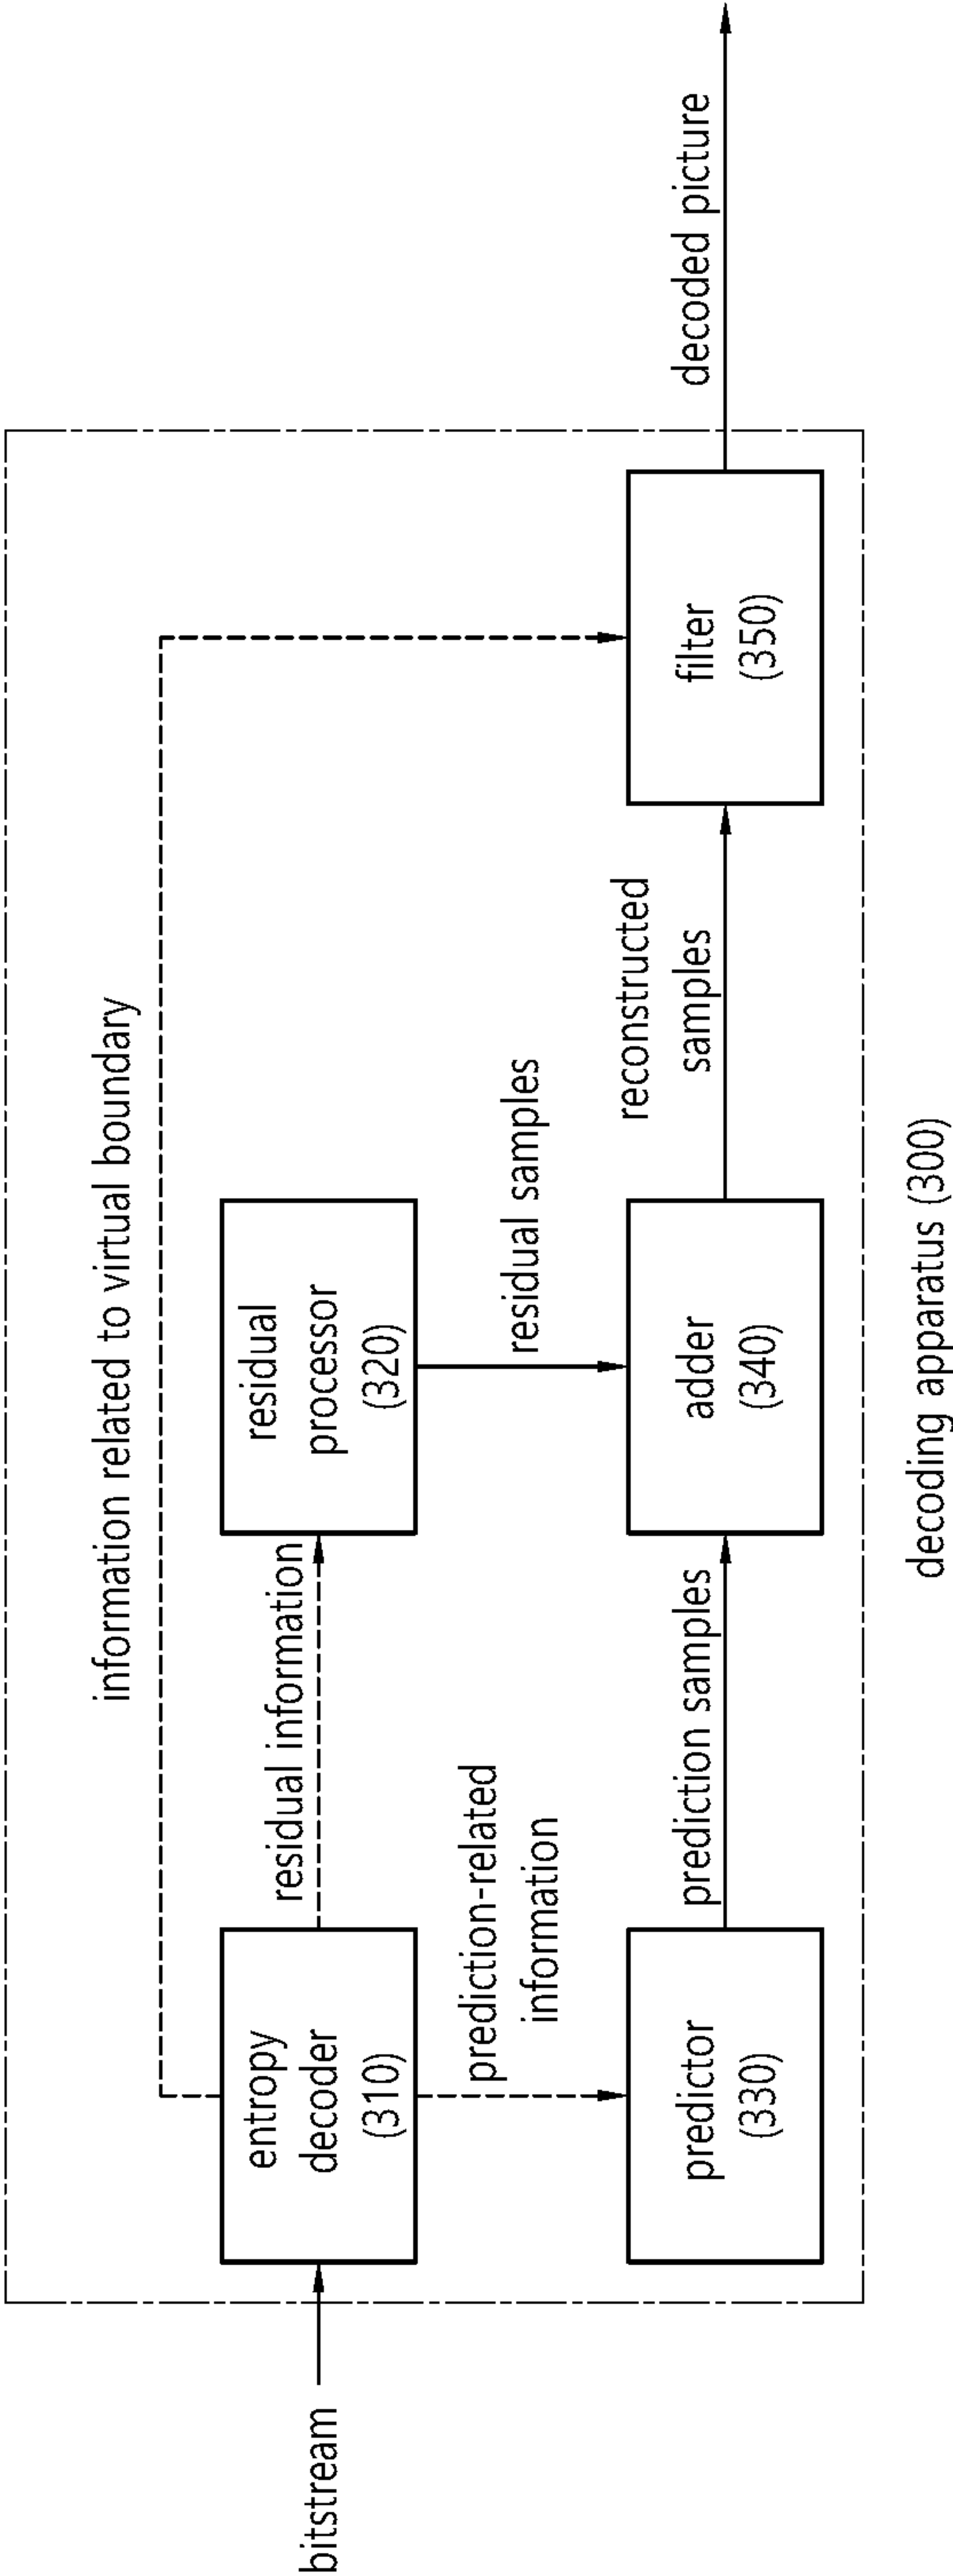 information related to virtual boundary
bitstream
entropy
decoder
(310)
residual information
residual
processor
(320)
prediction-related
information
residual samples
predictor
(330)
prediction samples
adder
(340)
reconstructed
samples
filter
(350)
decoded picture
decoding apparatus (300)